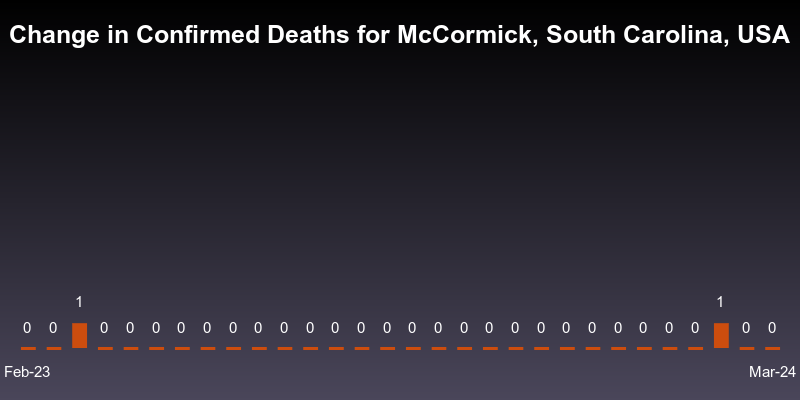 Change in Confirmed Deaths for McCormick, South Carolina, USA
1 1
0 0 0 0 0 0 0 0 0 0 0 0 0 0 0 0 0 0 0 0 0 0 0 0 0 0 0 0
Feb-23 Mar-24